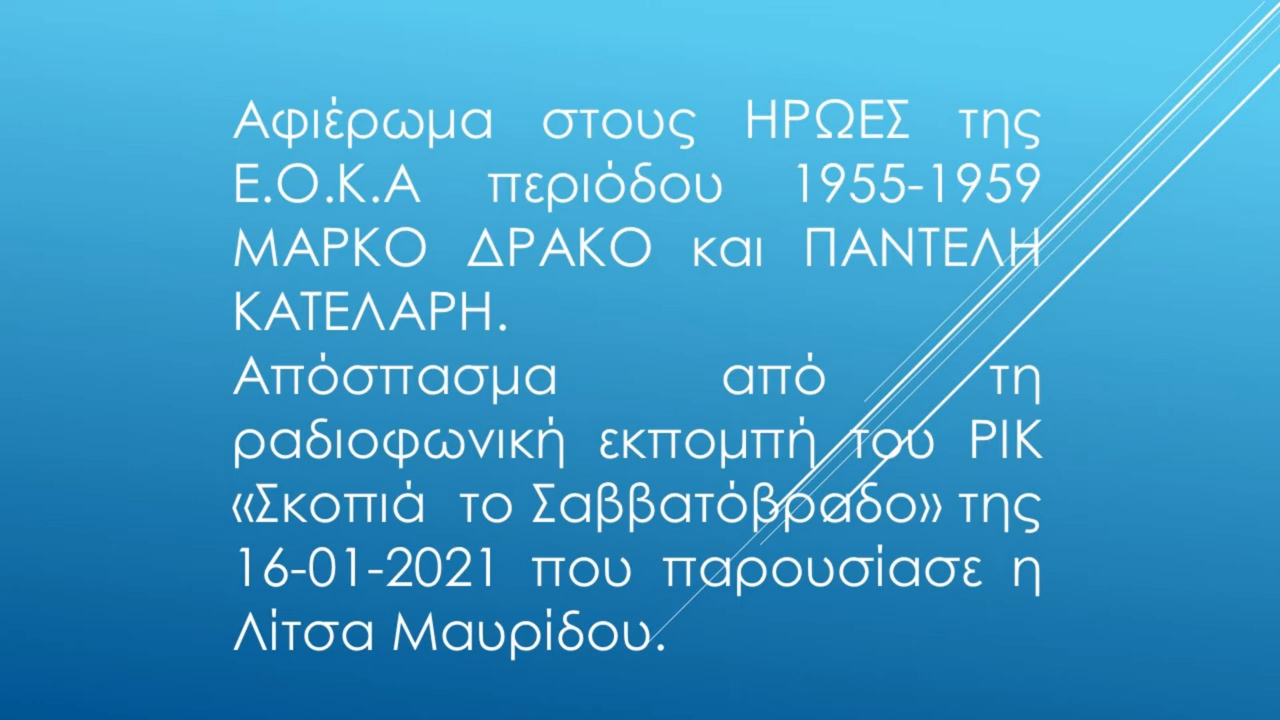 Αφιέρωμα στους ΗΡΩΕΣ της
Ε.Ο.Κ.Α περιόδου 1955-1959
ΜΑΡΚΟ ΔΡΑΚΟ και ΠΑΝΤΕΛΗ
ΚΑΤΕΛΑΡΗ.
Απόσπασμα από τη
ραδιοφωνική εκπομπή του ΡΙΚ
«Σκοπιά το Σαββατόβραδο» της
16-01-2021 που παρουσίασε η
Λίτσα Μαυρίδου.